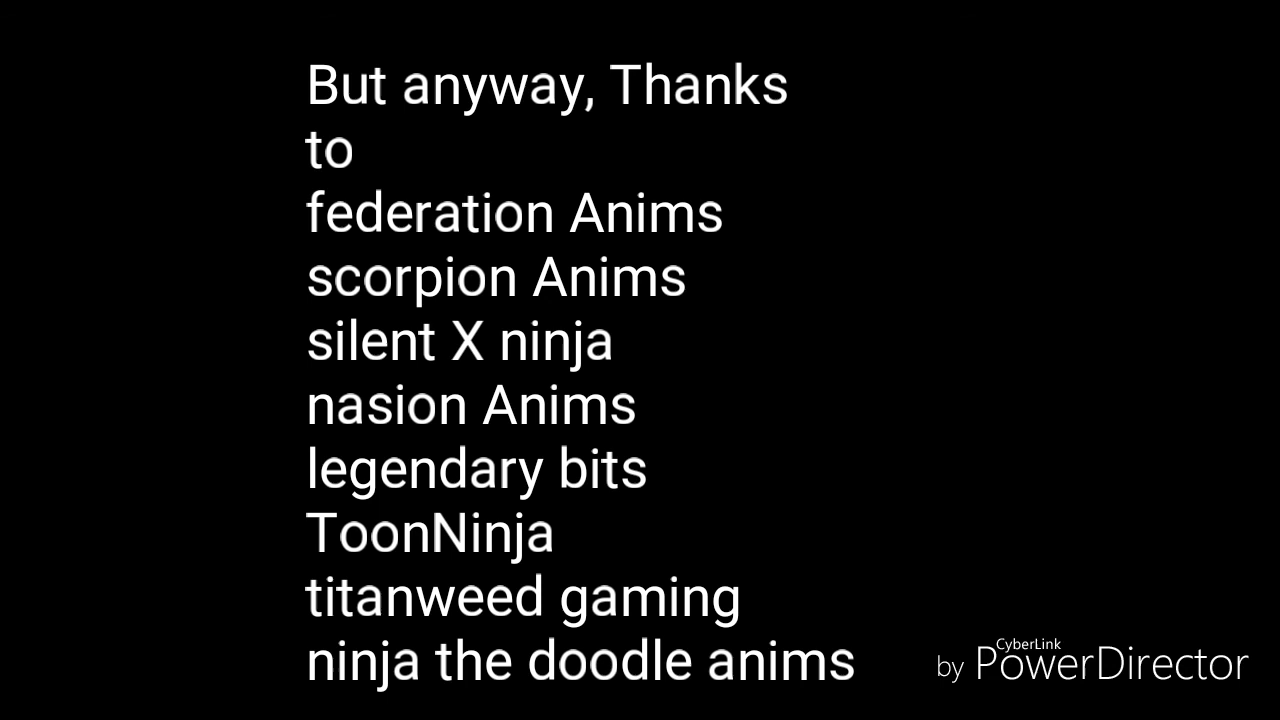 But anyway, Thanks
to
federation Anims
scorpion Anims
silent X ninja
nasion Anims
legendary bits
ToonNinja
titanweed gaming
ninja the doodle anims
by CyberLink PowerDirector